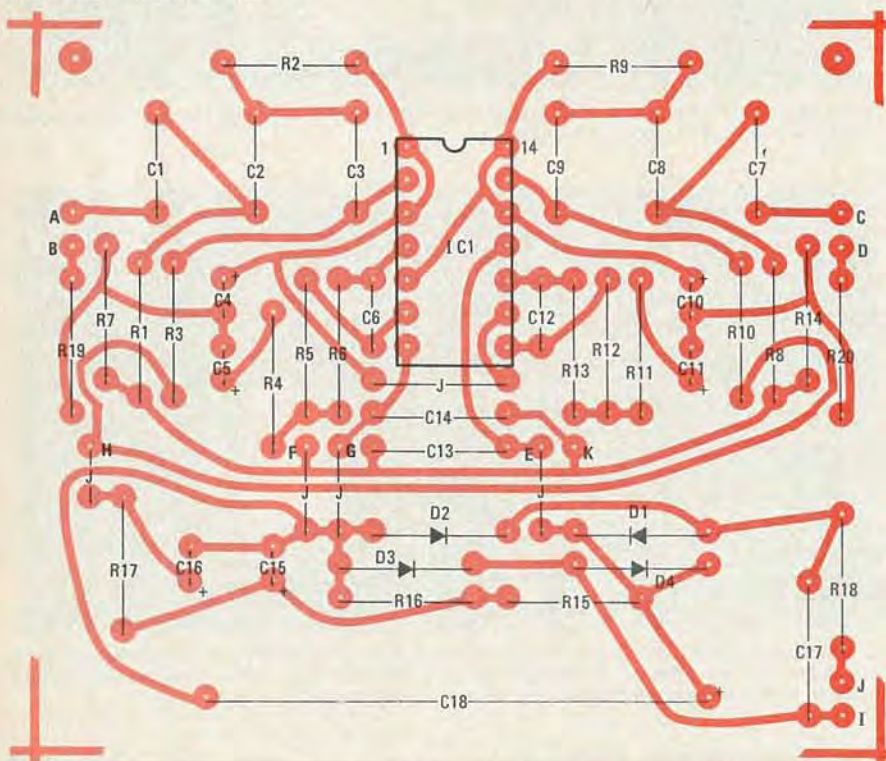 R2 R9
1 14
C1 C2 C3 C9 C8 C7
A C
B IC1 D
C4 + + C10
R7 R1 R3 C6 C12 R14
R19 C5 R5 R6 R12 C11 R10 R8 R20
+ R4 J R13 R11 +
C14
H F G C13 E K
J J J J
D2 D1
R17 C16 C15 D3 D4 R18
+ + R16 R15
C17
C18 + J
I